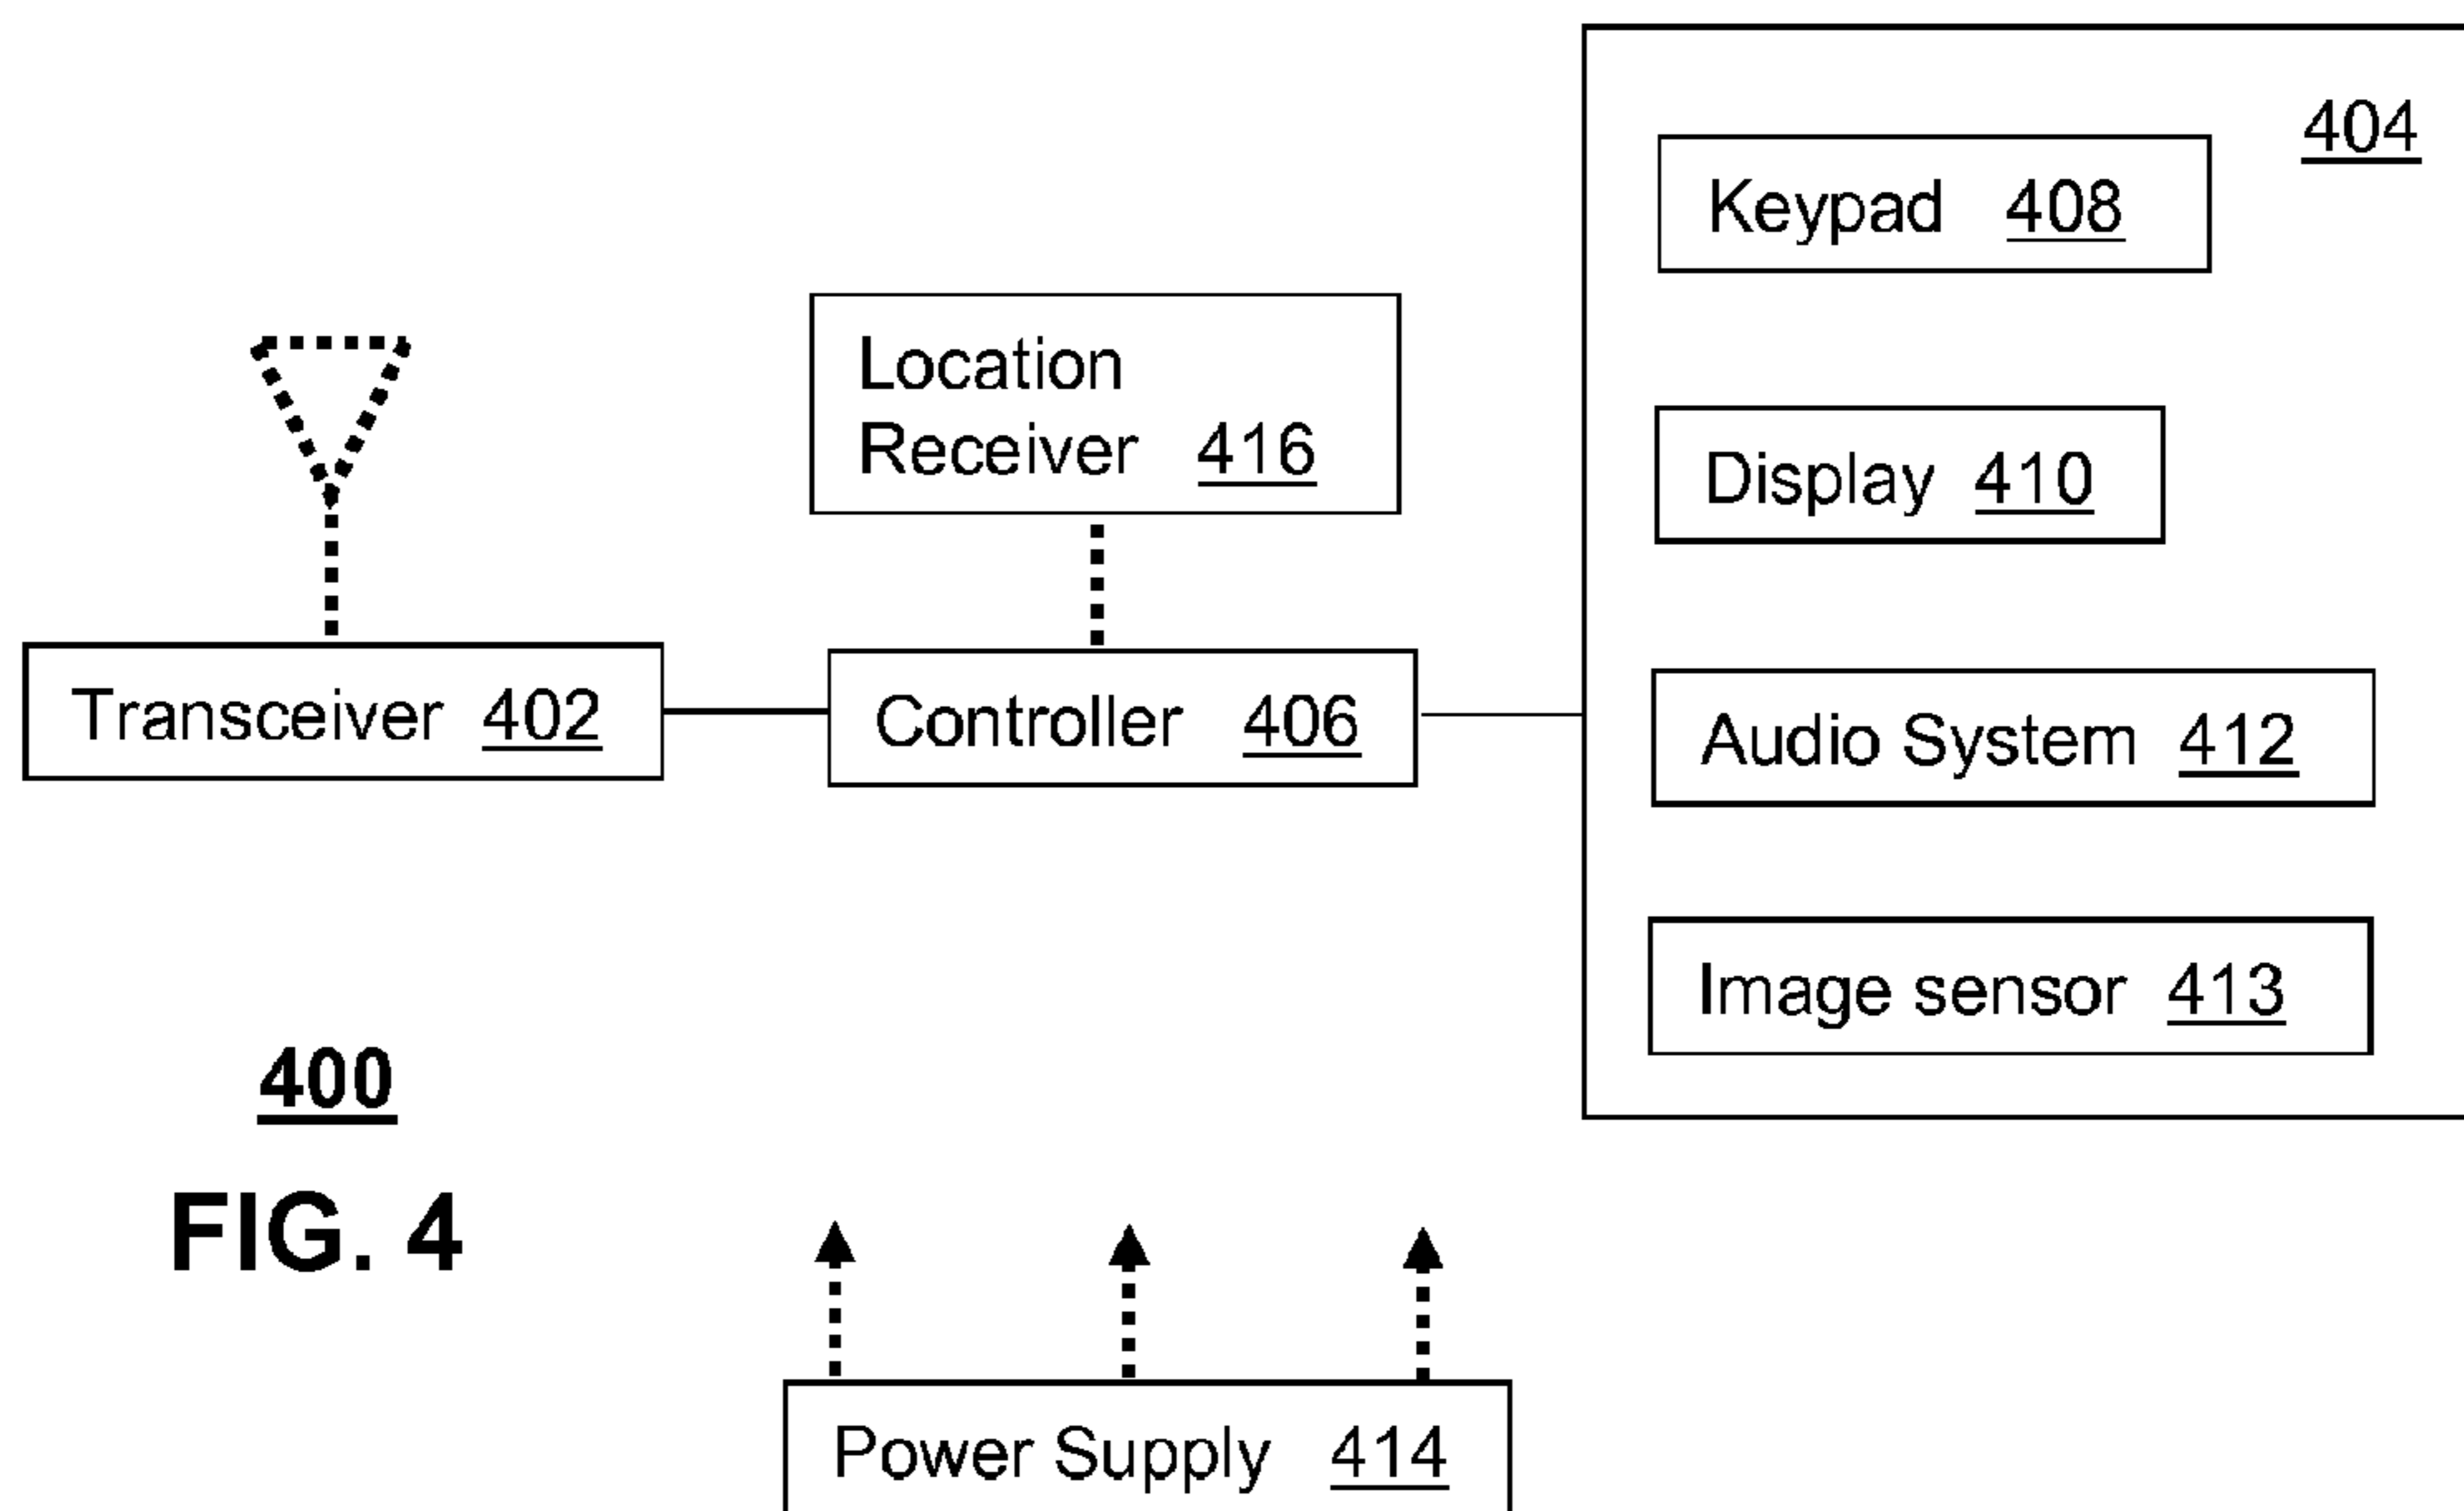 404
Keypad 408
Location
Receiver 416
Display 410
Transceiver 402
Controller 406
Audio System 412
Image sensor 413
400
FIG. 4
Power Supply 414